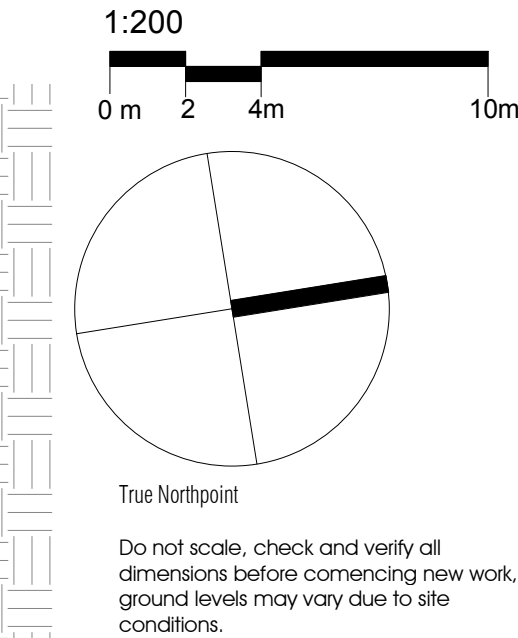 1:200
0 m 2 4m 10m
True Northpoint
Do not scale, check and verify all
dimensions before comencing new work,
ground levels may vary due to site
conditions.